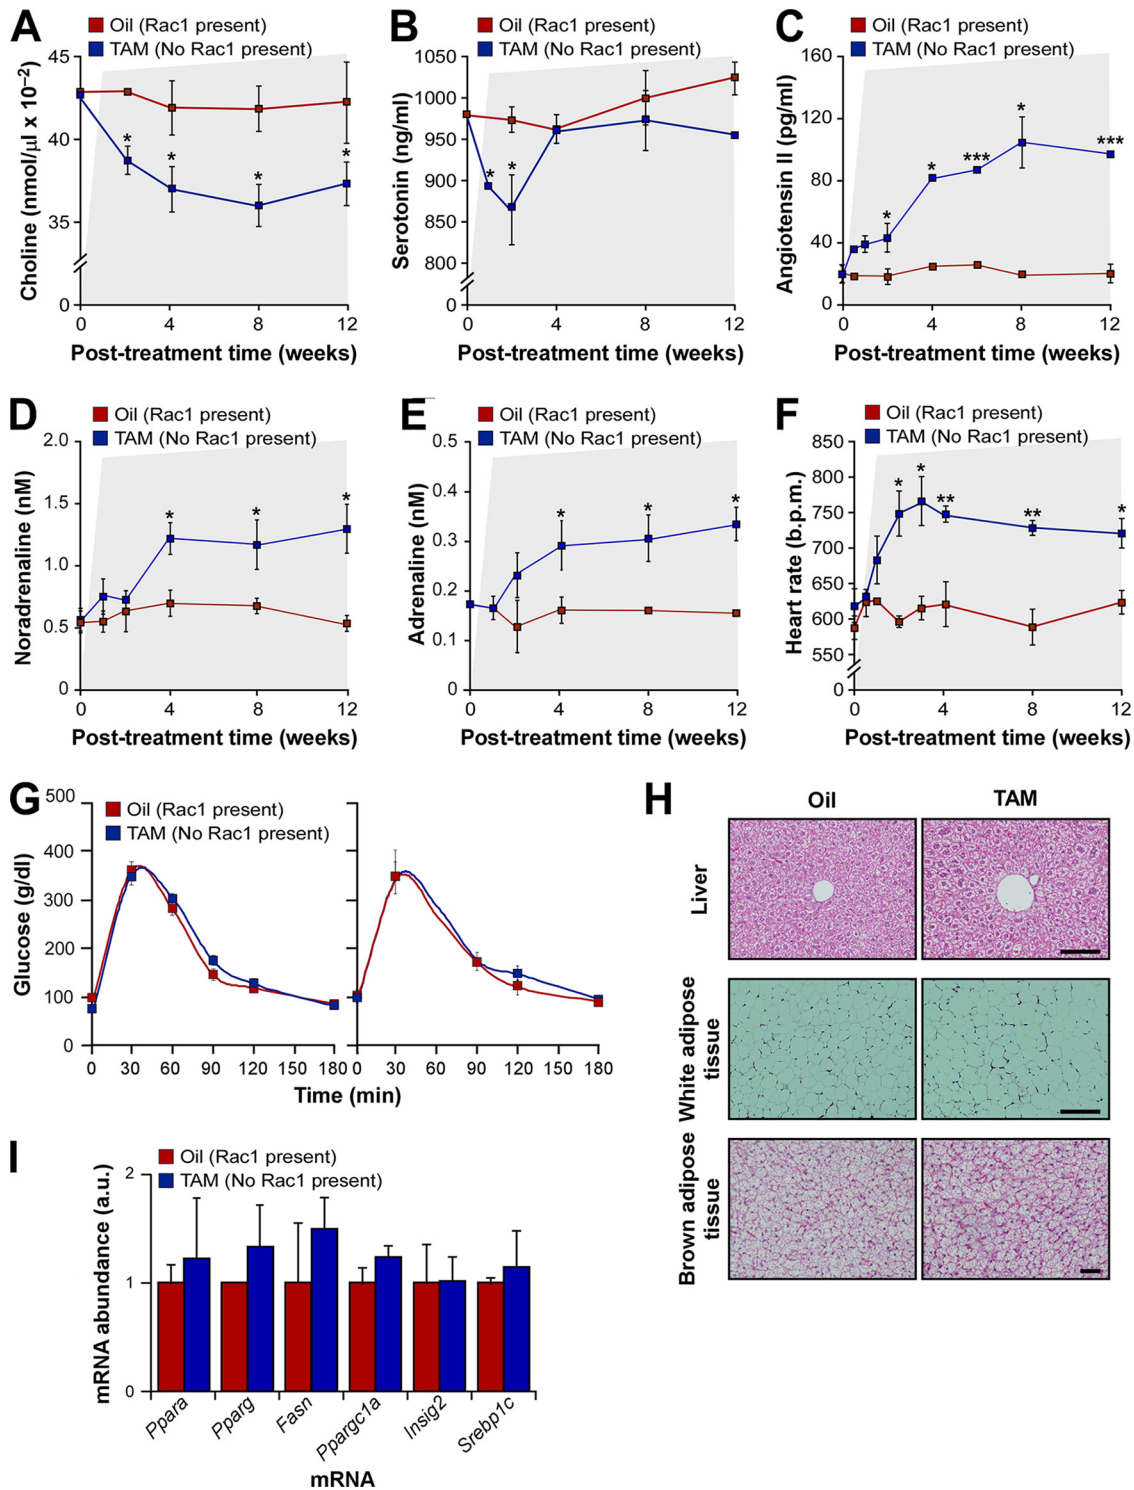 A
Oil (Rac1 present)
TAM (No Rac1 present)
Choline (nmol/μl x 10–2)
45
40
35
0
0 4 8 12
* * * *
Post-treatment time (weeks)
B
Oil (Rac1 present)
TAM (No Rac1 present)
Serotonin (ng/ml)
1050
1000
950
900
850
800
0
0 4 8 12
* *
Post-treatment time (weeks)
C
Oil (Rac1 present)
TAM (No Rac1 present)
Angiotensin II (pg/ml)
160
120
80
40
0
0 4 8 12
* * *** * ***
Post-treatment time (weeks)
D
Oil (Rac1 present)
TAM (No Rac1 present)
Noradrenaline (nM)
2.0
1.5
1.0
0.5
0
0 4 8 12
* * *
Post-treatment time (weeks)
E
Oil (Rac1 present)
TAM (No Rac1 present)
Adrenaline (nM)
0.5
0.4
0.3
0.2
0.1
0
0 4 8 12
* * *
Post-treatment time (weeks)
F
Oil (Rac1 present)
TAM (No Rac1 present)
Heart rate (b.p.m.)
850
800
750
700
650
600
550
0
0 4 8 12
* * ** ** *
Post-treatment time (weeks)
G
Oil (Rac1 present)
TAM (No Rac1 present)
Glucose (g/dl)
500
400
300
200
100
0
0 30 60 90 120 150 180
0 30 60 90 120 150 180
Time (min)
H
Oil
TAM
Liver
White adipose
tissue
Brown adipose
tissue
I
Oil (Rac1 present)
TAM (No Rac1 present)
mRNA abundance (a.u.)
2
1
0
Ppara
Pparg
Fasn
Ppargc1a
Insig2
Srebp1c
mRNA